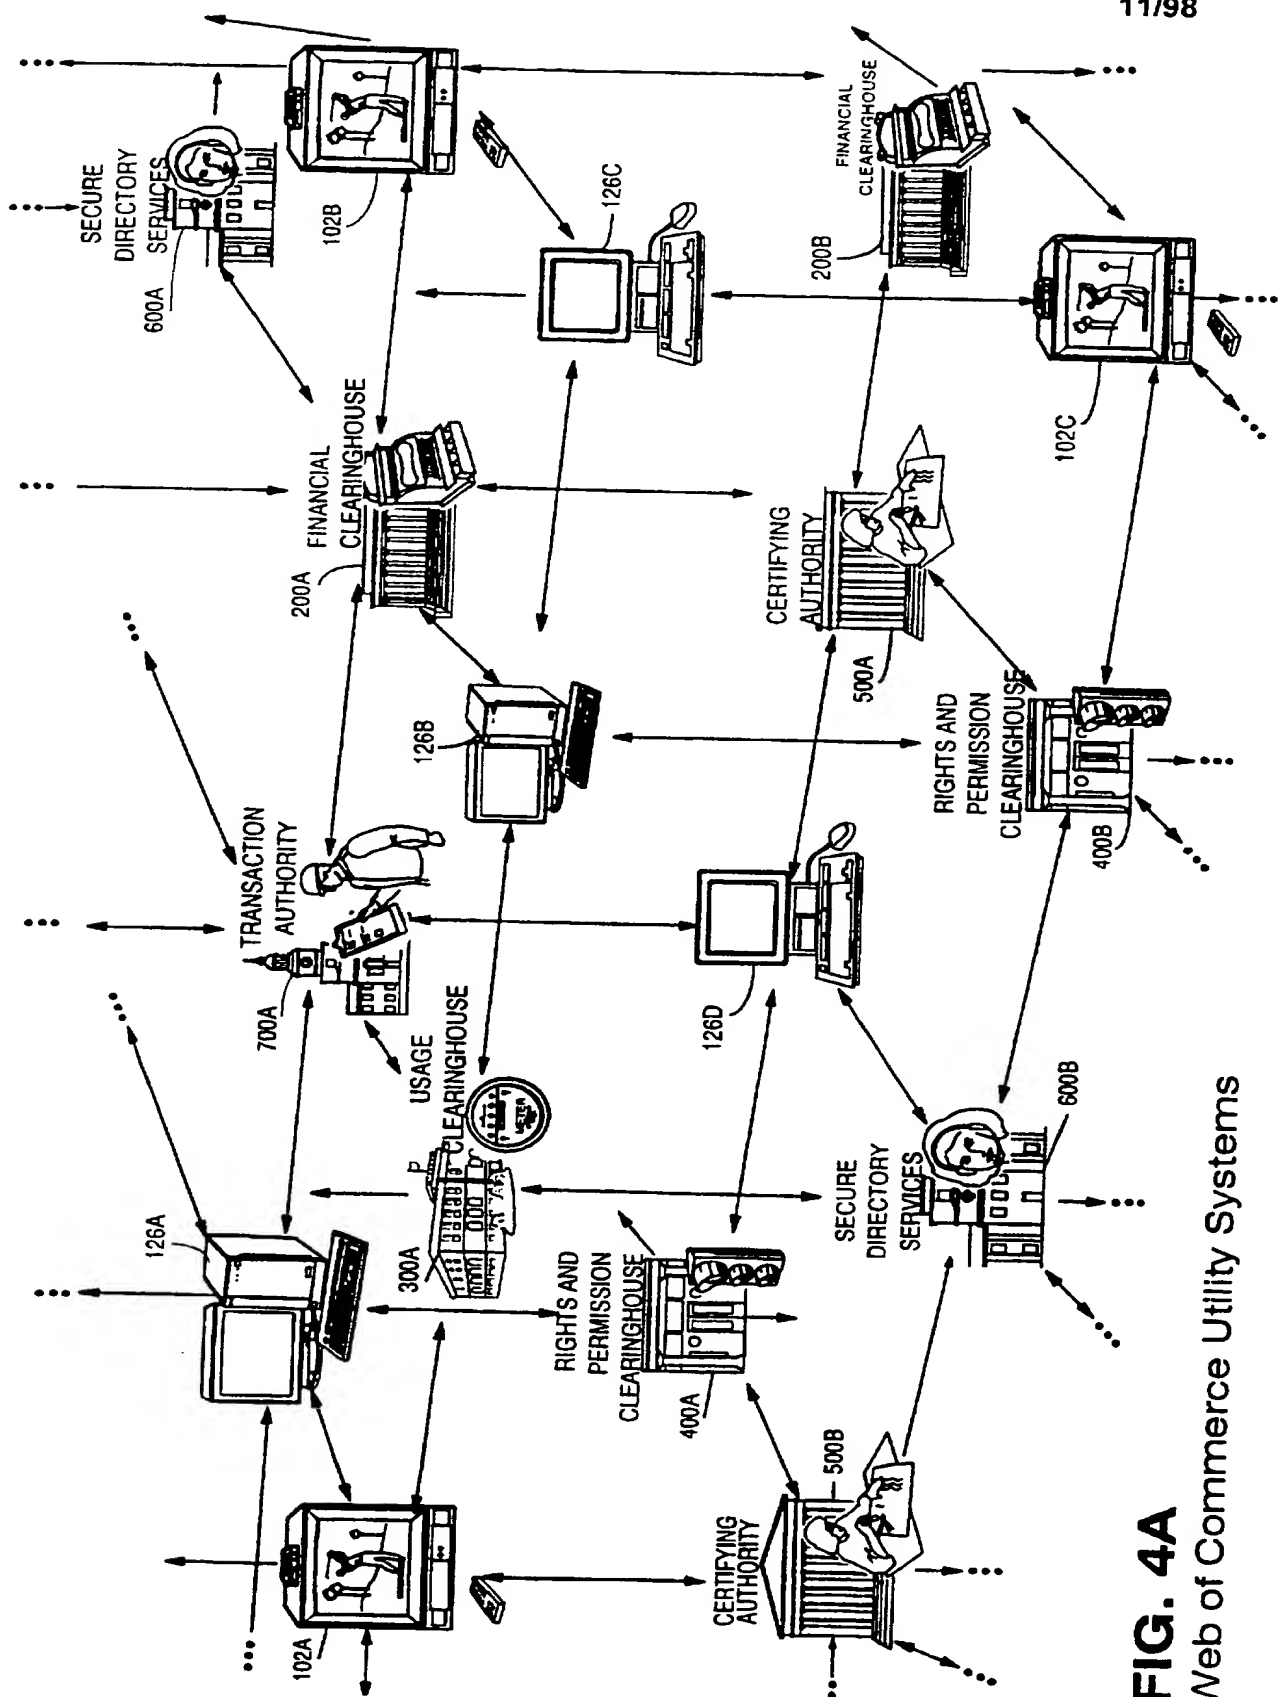 11/98
SECURE
DIRECTORY
SERVICES
600A
102B
126C
FINANCIAL
CLEARINGHOUSE
200B
102C
FINANCIAL
CLEARINGHOUSE
200A
CERTIFYING
AUTHORITY
500A
126B
RIGHTS AND
PERMISSION
CLEARINGHOUSE
400B
TRANSACTION
AUTHORITY
700A
126D
USAGE
CLEARINGHOUSE
METER
300A
126A
SECURE
DIRECTORY
SERVICES
600B
RIGHTS AND
PERMISSION
CLEARINGHOUSE
400A
102A
CERTIFYING
AUTHORITY
500B
FIG. 4A
Web of Commerce Utility Systems